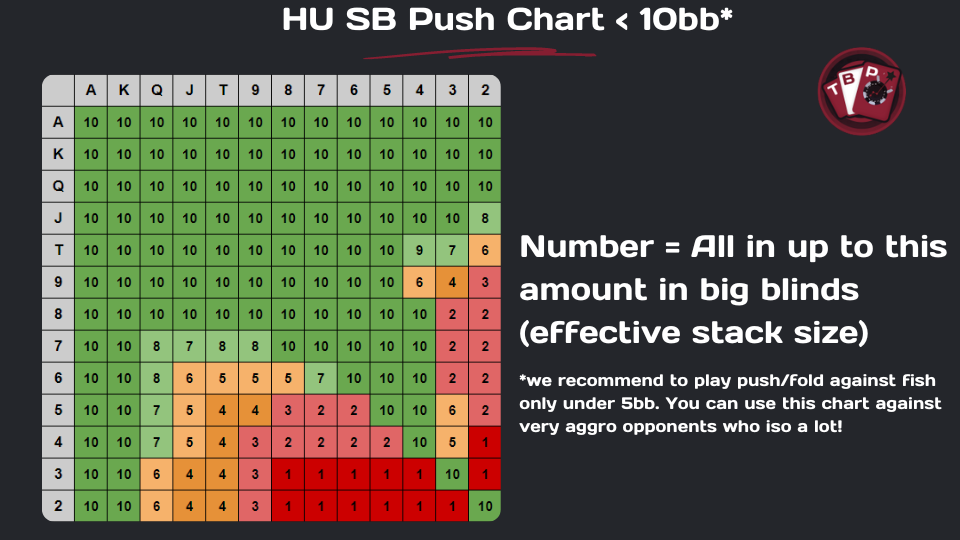 HU SB Push Chart < 10bb*
TBP
A K Q J T 9 8 7 6 5 4 3 2
A 10 10 10 10 10 10 10 10 10 10 10 10 10
K 10 10 10 10 10 10 10 10 10 10 10 10 10
Q 10 10 10 10 10 10 10 10 10 10 10 10 10
J 10 10 10 10 10 10 10 10 10 10 10 10 8
T 10 10 10 10 10 10 10 10 10 10 9 7 6
9 10 10 10 10 10 10 10 10 10 10 6 4 3
8 10 10 10 10 10 10 10 10 10 10 10 2 2
7 10 10 8 7 8 8 10 10 10 10 10 2 2
6 10 10 8 6 5 5 5 7 10 10 10 2 2
5 10 10 7 5 4 4 3 2 2 10 10 6 2
4 10 10 7 5 4 3 2 2 2 2 10 5 1
3 10 10 6 4 4 3 1 1 1 1 1 10 1
2 10 10 6 4 4 3 1 1 1 1 1 1 10
Number = All in up to this
amount in big blinds
(effective stack size)
*we recommend to play push/fold against fish
only under 5bb. You can use this chart against
very aggro opponents who iso a lot!